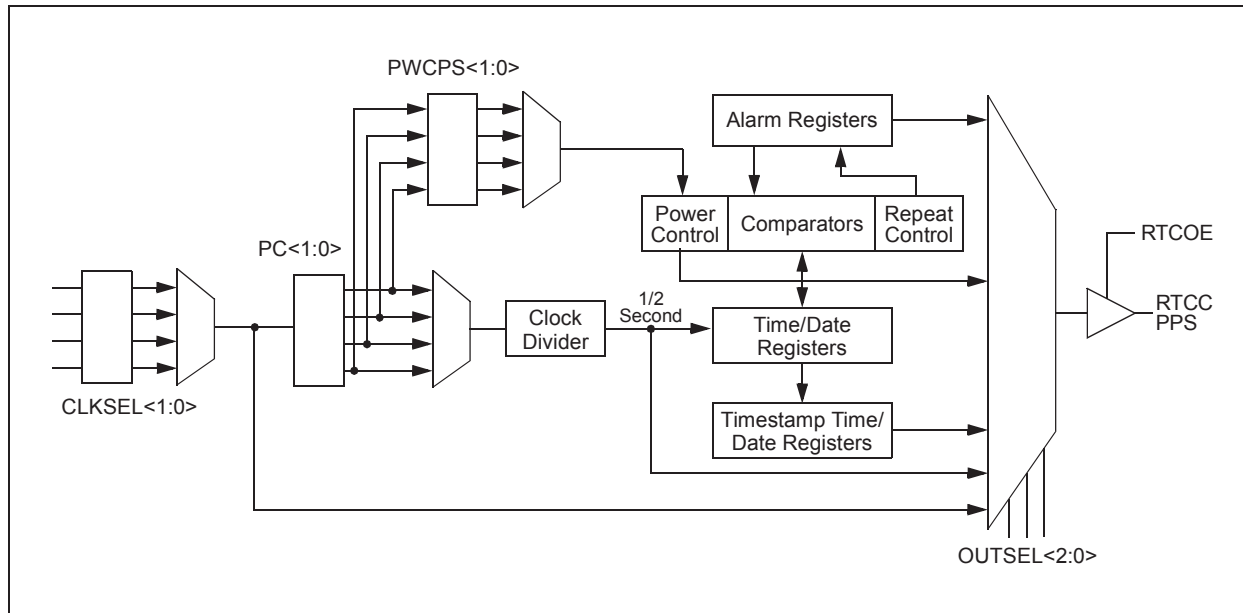 PWCPS<1:0>
Alarm Registers
Power
Control
Comparators
Repeat
Control
PC<1:0>
RTCOE
1/2
Second
Clock
Divider
Time/Date
Registers
RTCC
PPS
CLKSEL<1:0>
Timestamp Time/
Date Registers
OUTSEL<2:0>